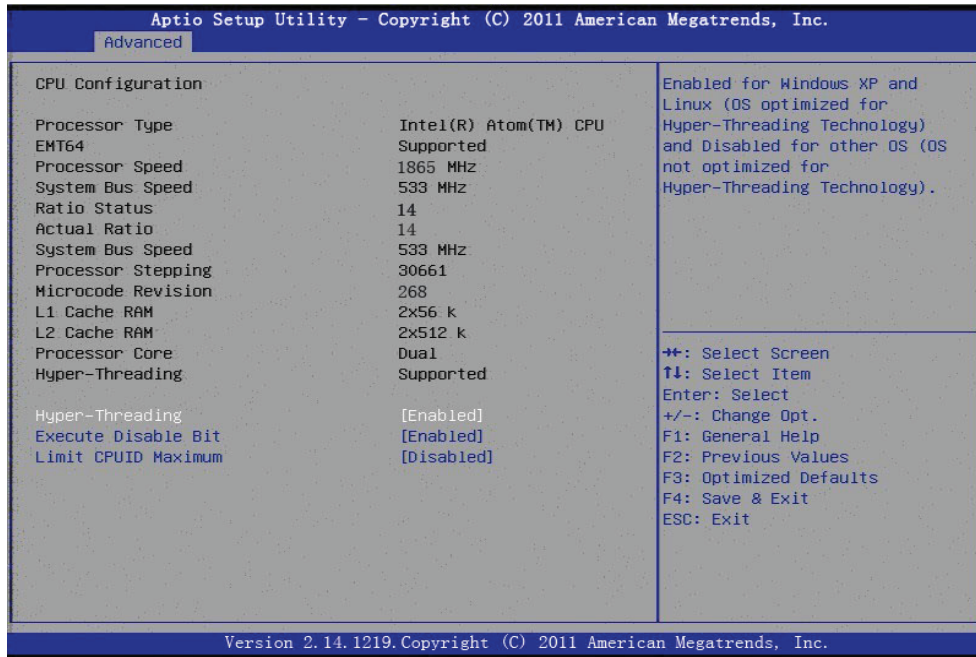 Aptio Setup Utility - Copyright (C) 2011 American Megatrends, Inc.
Advanced
CPU Configuration
Processor Type Intel(R) Atom(TM) CPU
EMT64 Supported
Processor Speed 1865 MHz
System Bus Speed 533 MHz
Ratio Status 14
Actual Ratio 14
System Bus Speed 533 MHz
Processor Stepping 30661
Microcode Revision 268
L1 Cache RAM 2x56 k
L2 Cache RAM 2x512 k
Processor Core Dual
Hyper-Threading Supported
Hyper-Threading [Enabled]
Execute Disable Bit [Enabled]
Limit CPUID Maximum [Disabled]
Enabled for Windows XP and
Linux (OS optimized for
Hyper-Threading Technology)
and Disabled for other OS (OS
not optimized for
Hyper-Threading Technology).
→←: Select Screen
↑↓: Select Item
Enter: Select
+/-: Change Opt.
F1: General Help
F2: Previous Values
F3: Optimized Defaults
F4: Save & Exit
ESC: Exit
Version 2.14.1219. Copyright (C) 2011 American Megatrends, Inc.